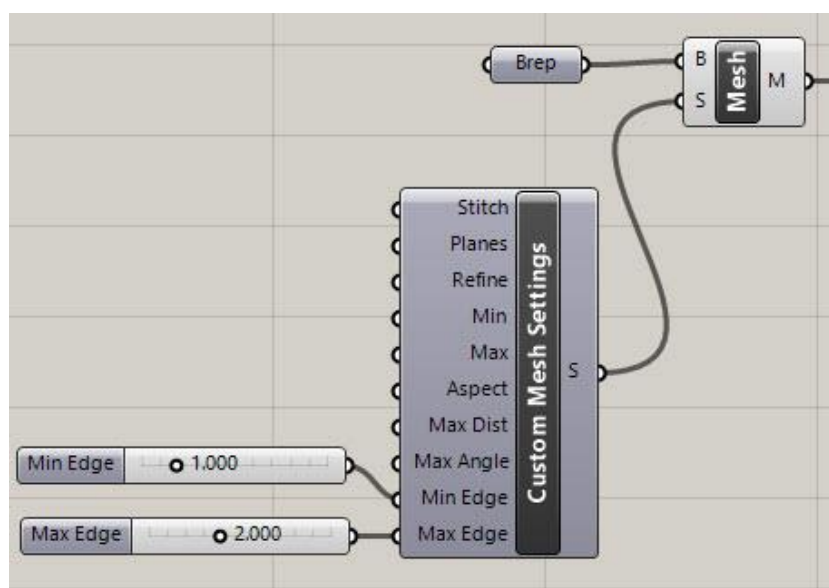 Brep
B
S
Mesh
M
Stitch
Planes
Refine
Min
Max
Aspect
Max Dist
Max Angle
Min Edge
Max Edge
Custom Mesh Settings
S
Min Edge 1.000
Max Edge 2.000